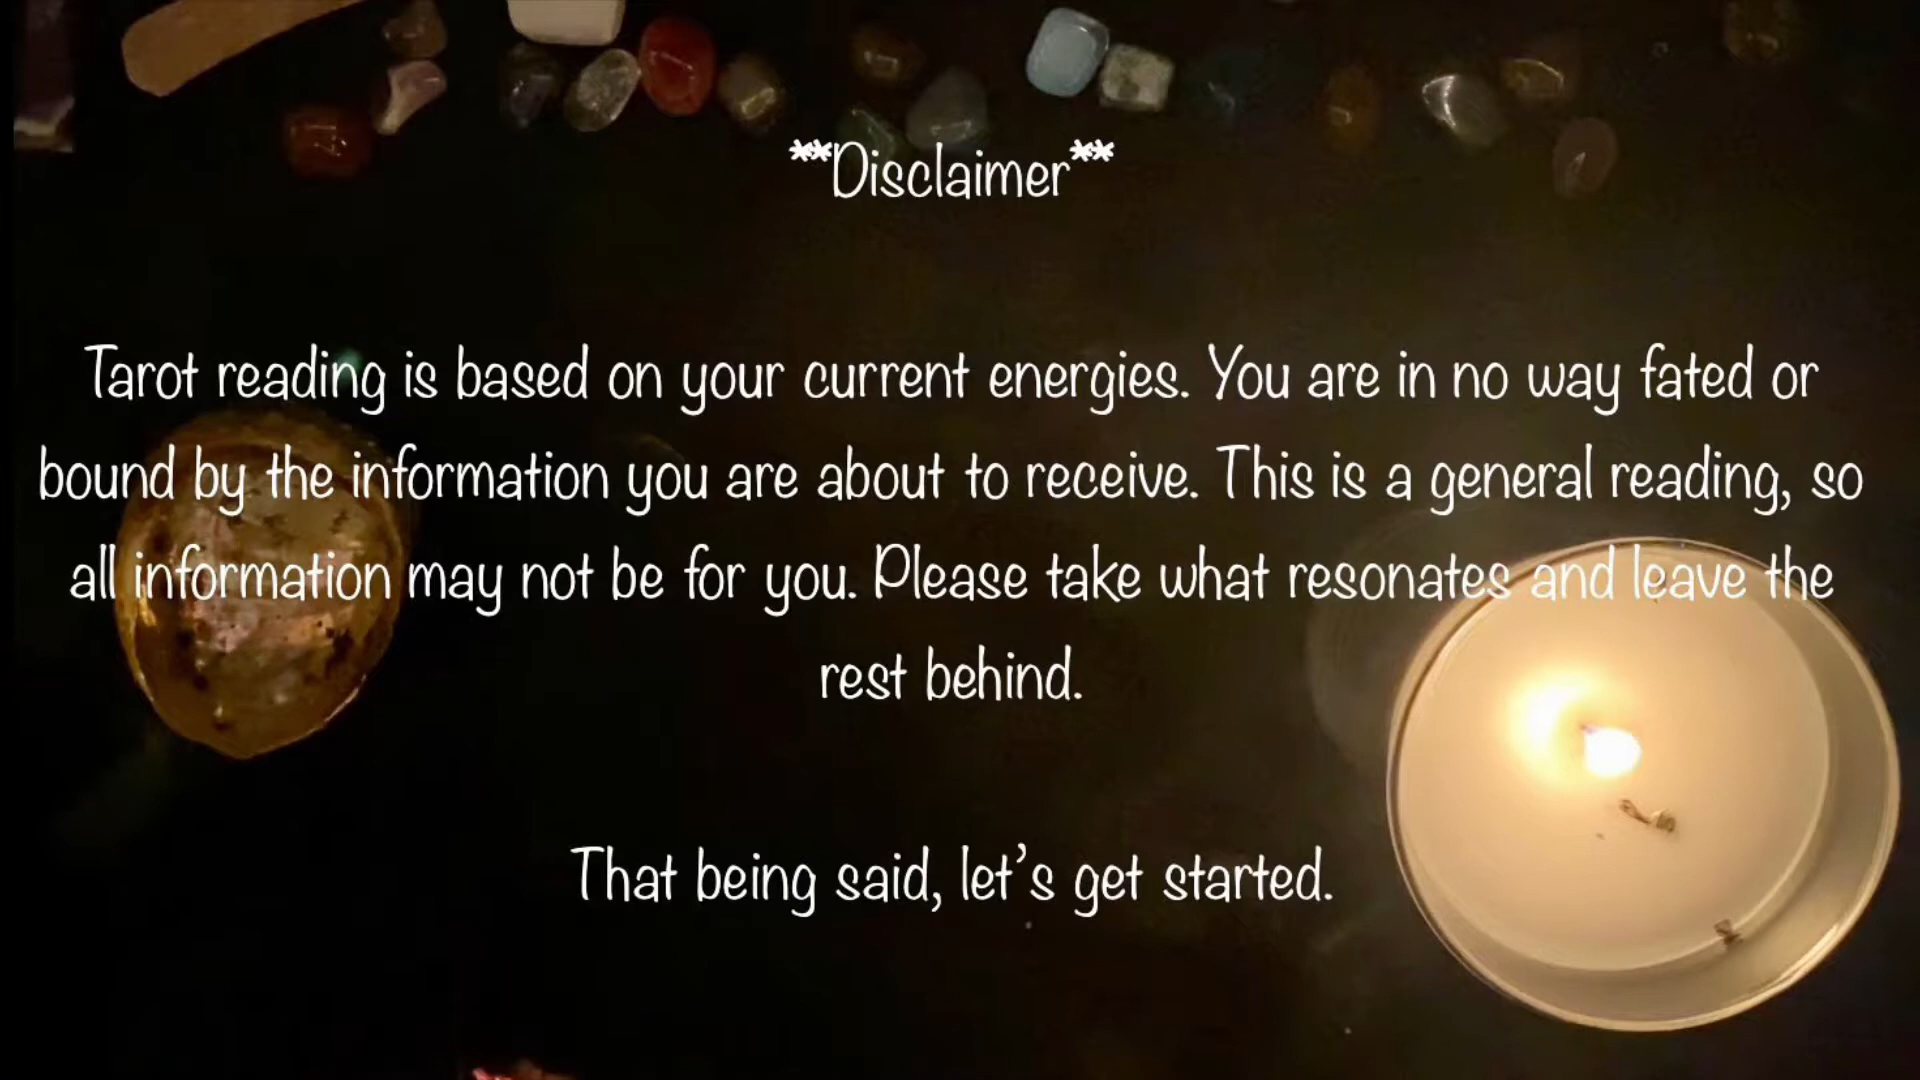 **Disclaimer**
Tarot reading is based on your current energies. You are in no way fated or
bound by the information you are about to receive. This is a general reading, so
all information may not be for you. Please take what resonates and leave the
rest behind.
That being said, let's get started.